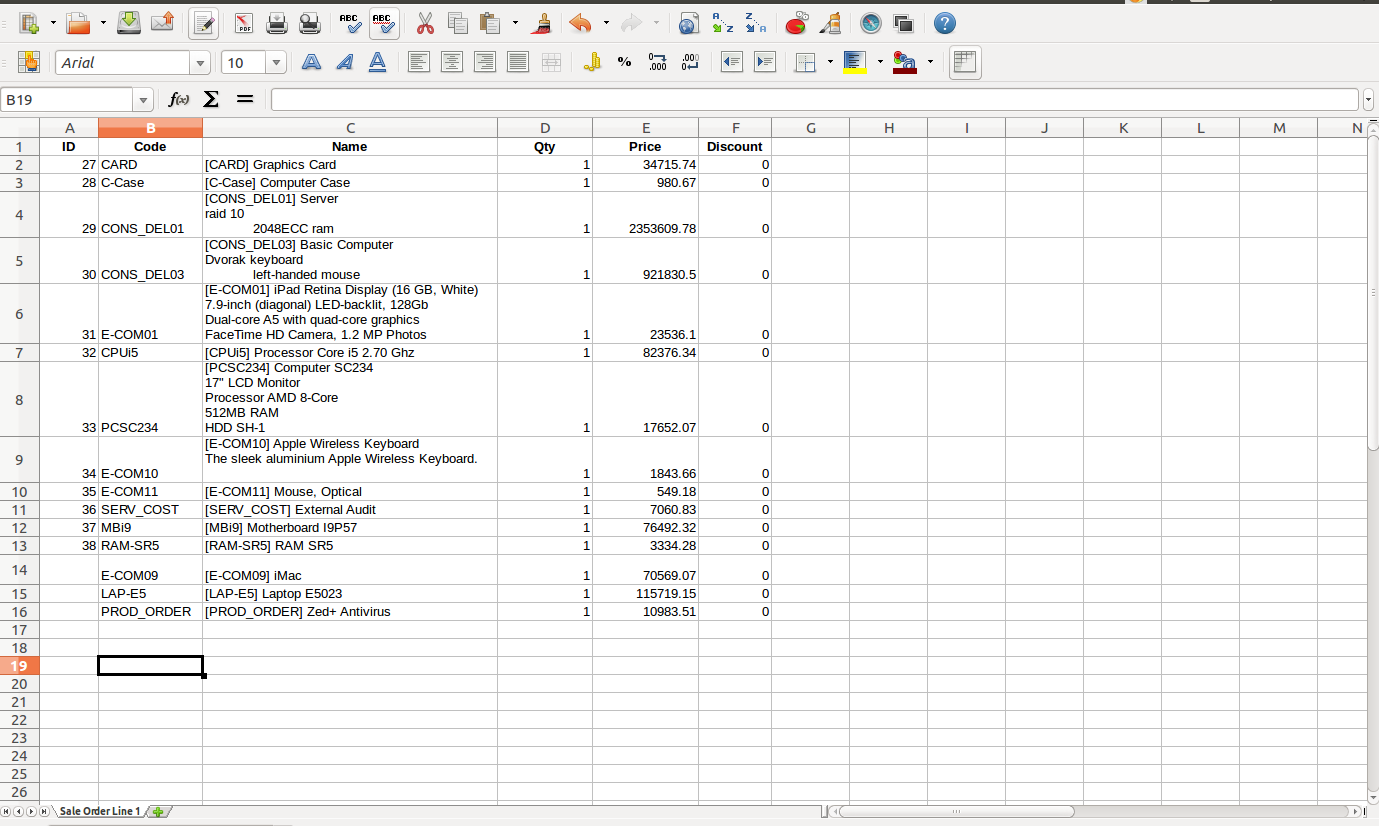 Arial
10
B19
A B C D E F G H I J K L M N
1 ID Code Name Qty Price Discount
2 27 CARD [CARD] Graphics Card 1 34715.74 0
3 28 C-Case [C-Case] Computer Case 1 980.67 0
[CONS_DEL01] Server
raid 10
4 29 CONS_DEL01 2048ECC ram 1 2353609.78 0
[CONS_DEL03] Basic Computer
Dvorak keyboard
5 30 CONS_DEL03 left-handed mouse 1 921830.5 0
[E-COM01] iPad Retina Display (16 GB, White)
7.9-inch (diagonal) LED-backlit, 128Gb
Dual-core A5 with quad-core graphics
6 31 E-COM01 FaceTime HD Camera, 1.2 MP Photos 1 23536.1 0
7 32 CPUi5 [CPUi5] Processor Core i5 2.70 Ghz 1 82376.34 0
[PCSC234] Computer SC234
17" LCD Monitor
Processor AMD 8-Core
512MB RAM
8 33 PCSC234 HDD SH-1 1 17652.07 0
[E-COM10] Apple Wireless Keyboard
The sleek aluminium Apple Wireless Keyboard.
9 34 E-COM10 1 1843.66 0
10 35 E-COM11 [E-COM11] Mouse, Optical 1 549.18 0
11 36 SERV_COST [SERV_COST] External Audit 1 7060.83 0
12 37 MBi9 [MBi9] Motherboard I9P57 1 76492.32 0
13 38 RAM-SR5 [RAM-SR5] RAM SR5 1 3334.28 0
14 E-COM09 [E-COM09] iMac 1 70569.07 0
15 LAP-E5 [LAP-E5] Laptop E5023 1 115719.15 0
16 PROD_ORDER [PROD_ORDER] Zed+ Antivirus 1 10983.51 0
17
18
19
20
21
22
23
24
25
26
Sale Order Line 1